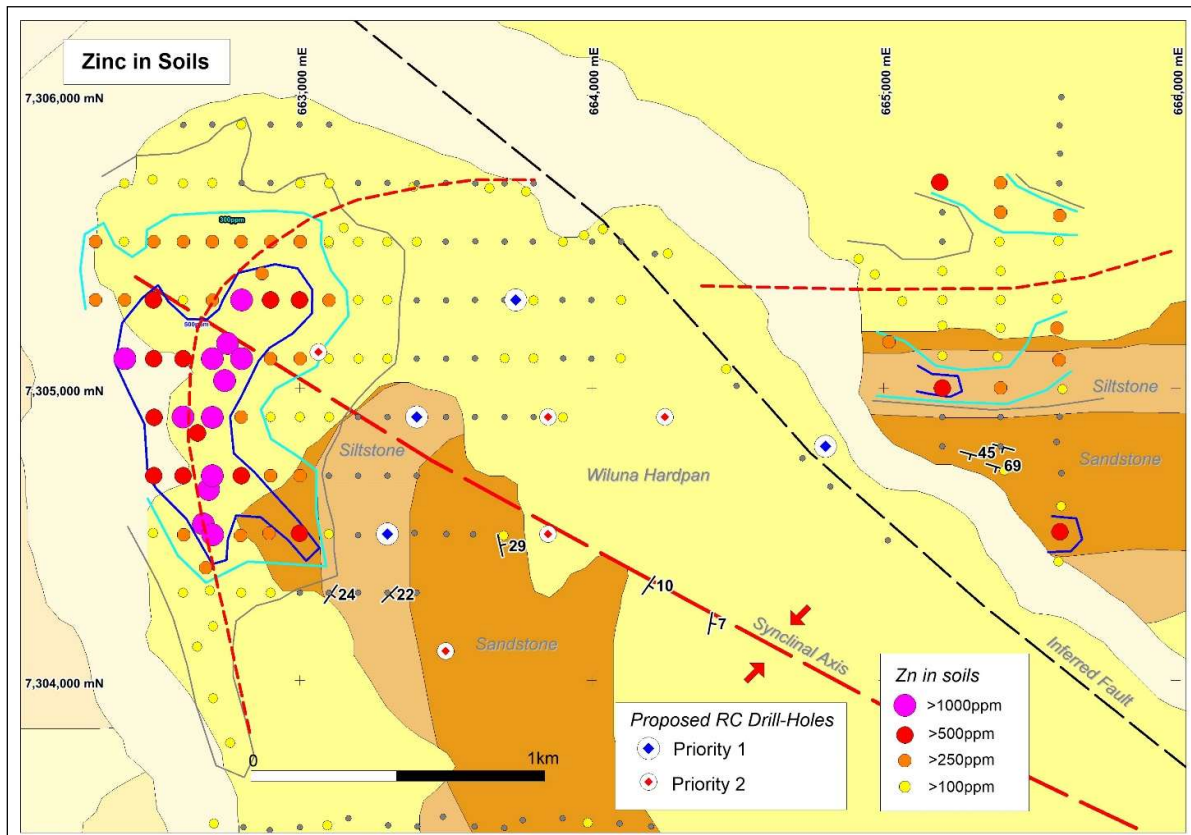 Zinc in Soils
663,000 mE
664,000 mE
665,000 mE
666,000 mE
7,306,000 mN
300ppm
500ppm
7,305,000 mN
Siltstone
Siltstone
Wiluna Hardpan
45
69
Sandstone
29
24
22
10
7
Sandstone
Synclinal Axis
Inferred Fault
7,304,000 mN
Zn in soils
>1000ppm
>500ppm
>250ppm
>100ppm
Proposed RC Drill-Holes
Priority 1
Priority 2
0
1km